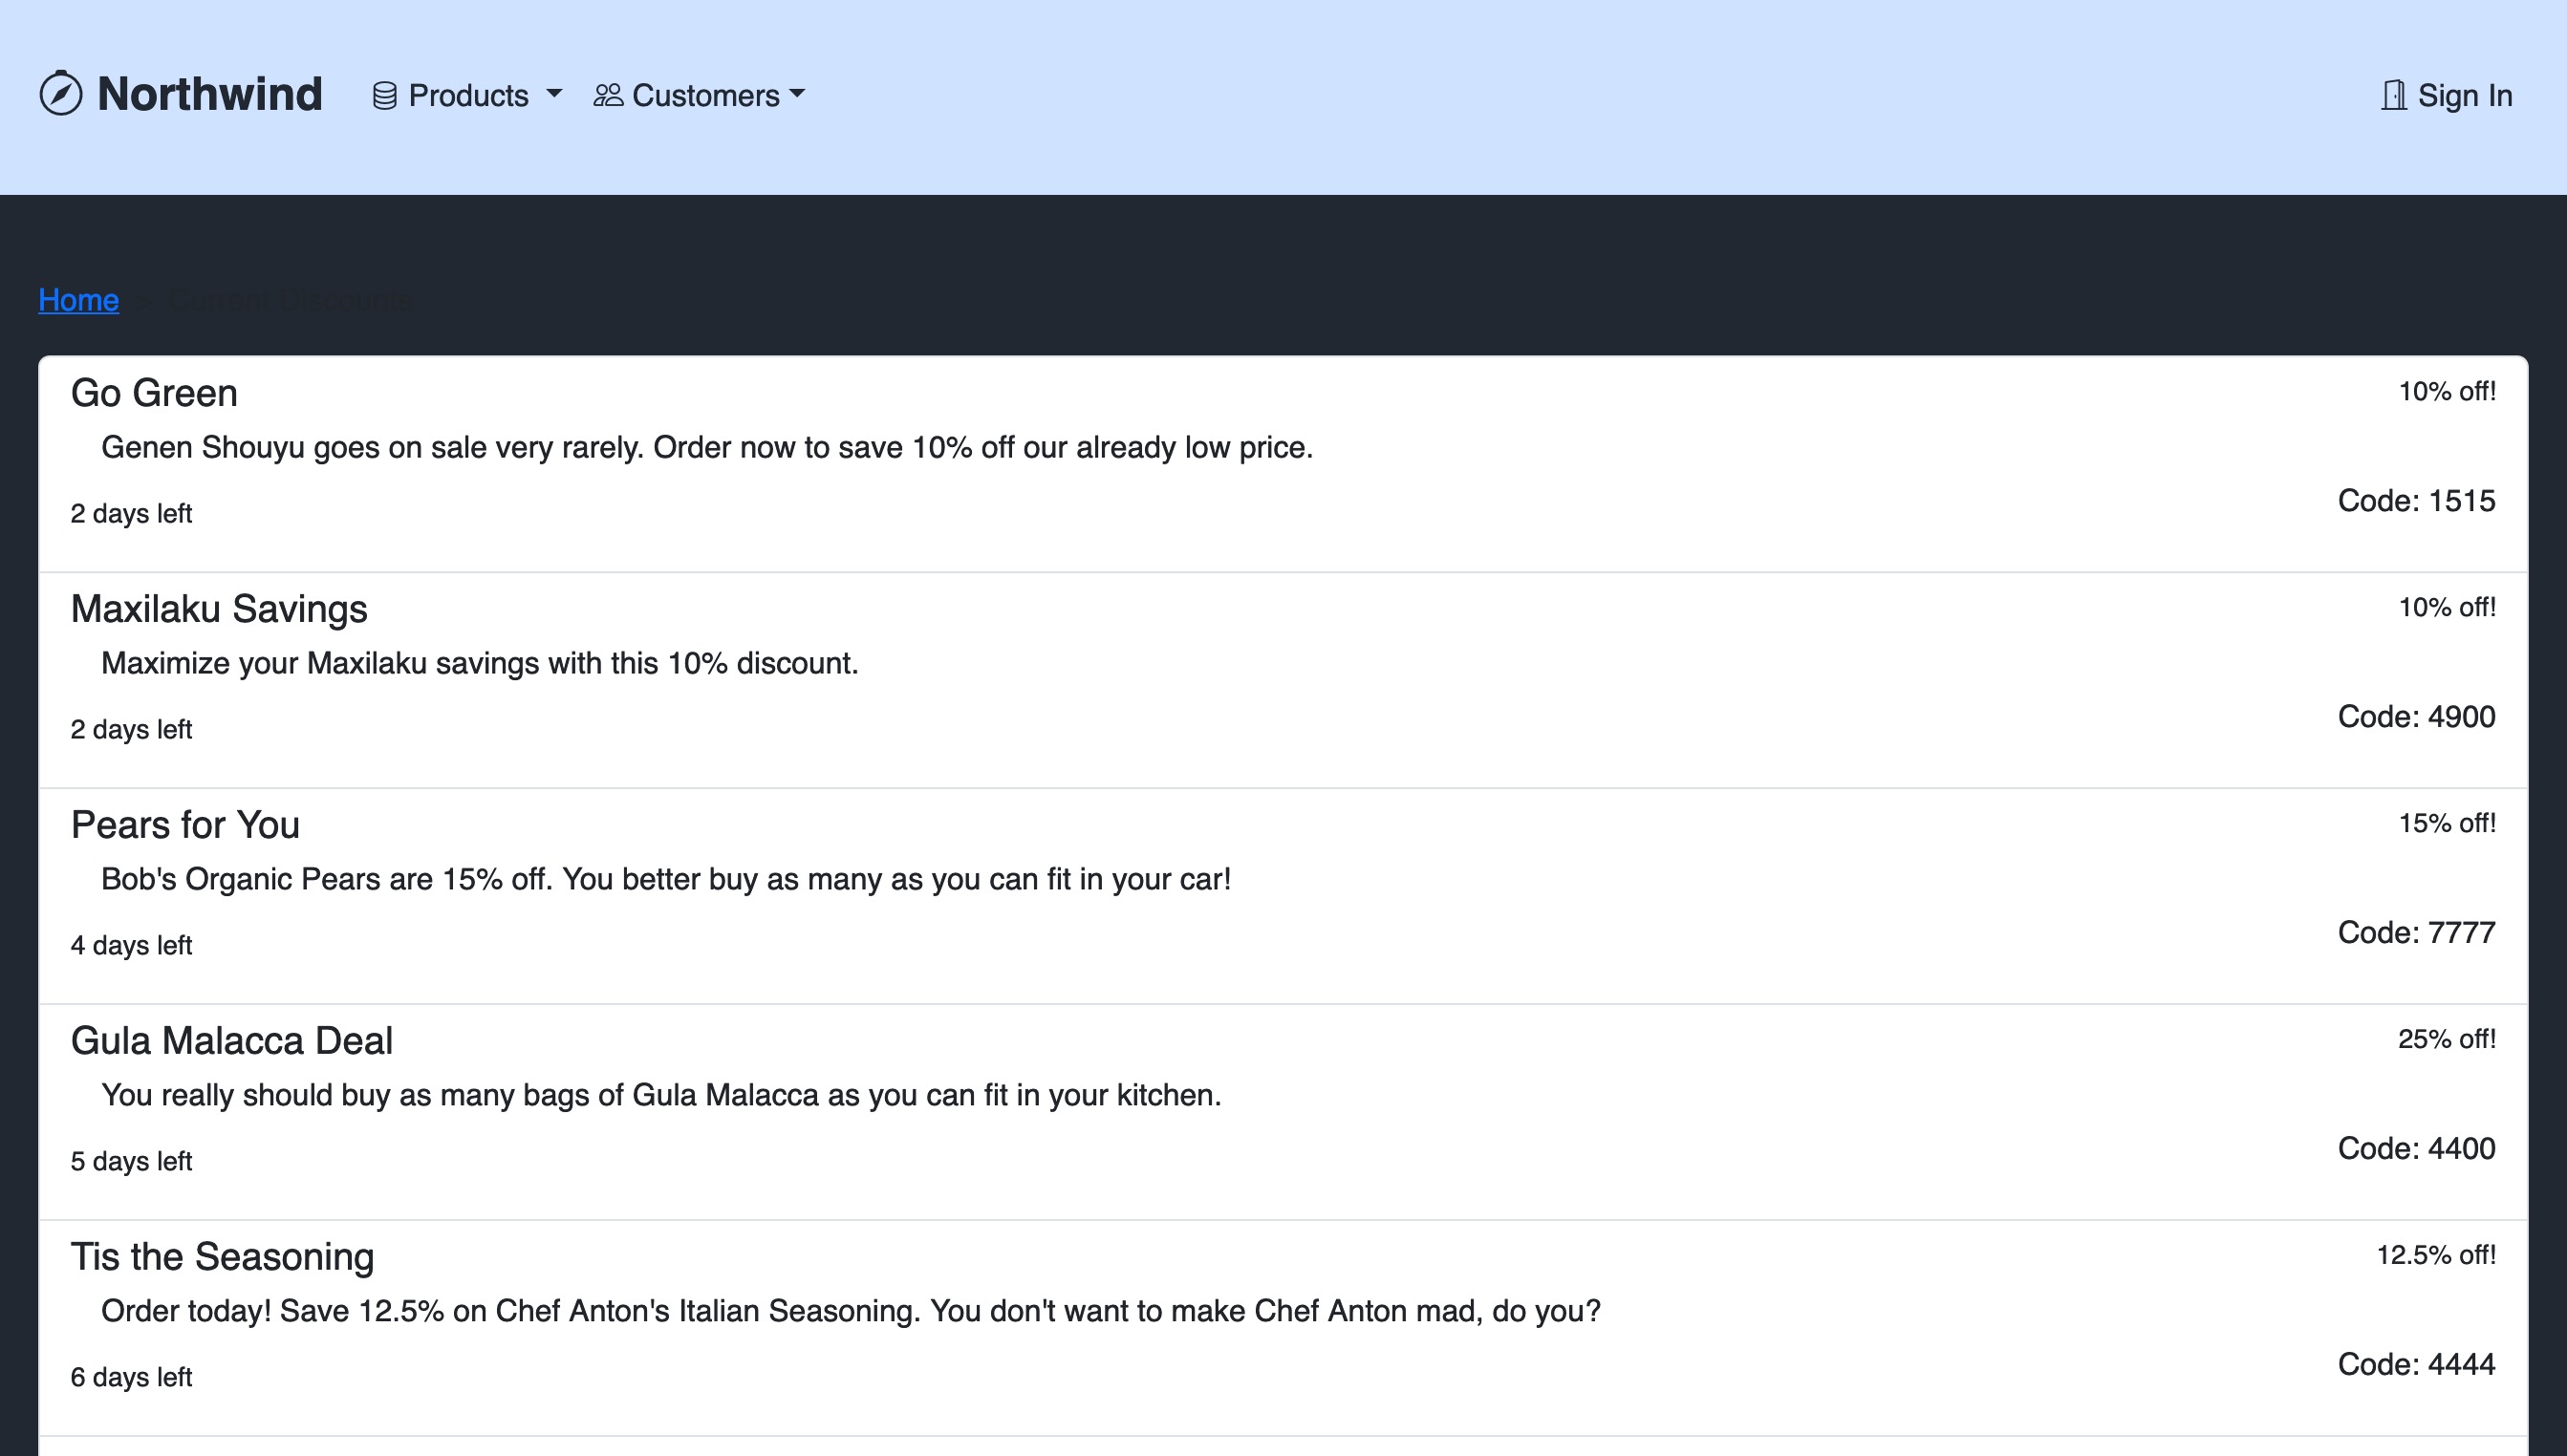 Northwind Products Customers Sign In
Home > Current Discounts
Go Green 10% off!
Genen Shouyu goes on sale very rarely. Order now to save 10% off our already low price.
2 days left Code: 1515
Maxilaku Savings 10% off!
Maximize your Maxilaku savings with this 10% discount.
2 days left Code: 4900
Pears for You 15% off!
Bob's Organic Pears are 15% off. You better buy as many as you can fit in your car!
4 days left Code: 7777
Gula Malacca Deal 25% off!
You really should buy as many bags of Gula Malacca as you can fit in your kitchen.
5 days left Code: 4400
Tis the Seasoning 12.5% off!
Order today! Save 12.5% on Chef Anton's Italian Seasoning. You don't want to make Chef Anton mad, do you?
6 days left Code: 4444